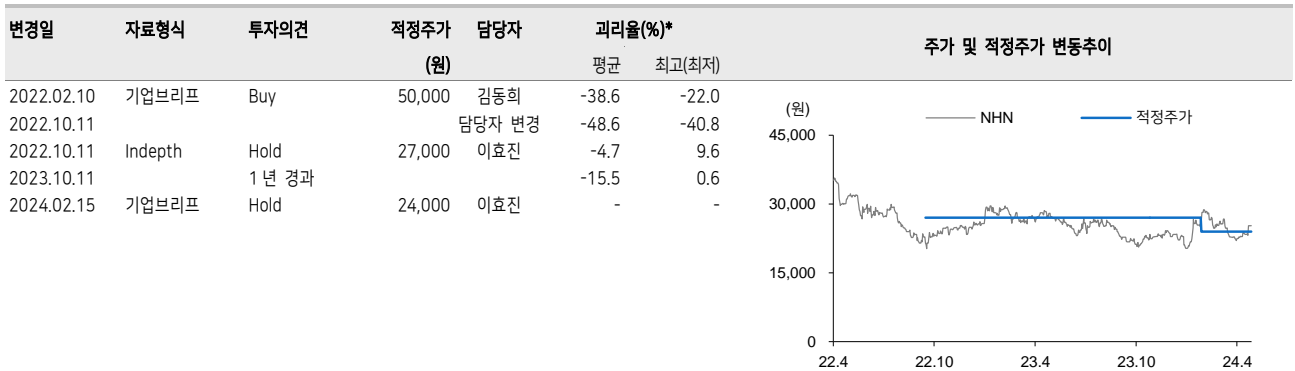 변경일 자료형식 투자의견 적정주가 담당자 괴리율(%)* 주가 및 적정주가 변동추이
(원) 평균 최고(최저)
2022.02.10 기업브리프 Buy 50,000 김동희 -38.6 -22.0
2022.10.11 담당자 변경 -48.6 -40.8
2022.10.11 Indepth Hold 27,000 이효진 -4.7 9.6
2023.10.11 1년 경과 -15.5 0.6
2024.02.15 기업브리프 Hold 24,000 이효진 - -
(원) NHN 적정주가
45,000
30,000
15,000
0
22.4 22.10 23.4 23.10 24.4